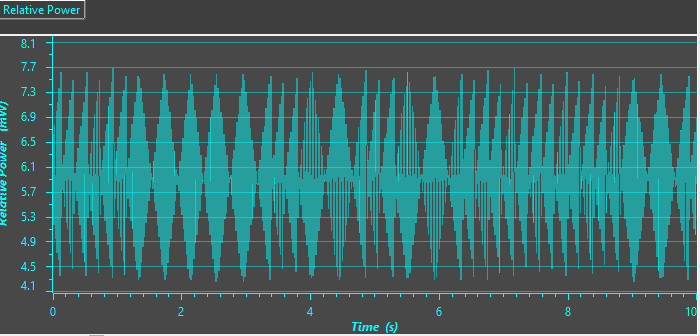 Relative Power
8.1
7.7
7.3
6.9
6.5
6.1
5.7
5.3
4.9
4.5
4.1
Relative Power (mW)
0 2 4 6 8 10
Time (s)